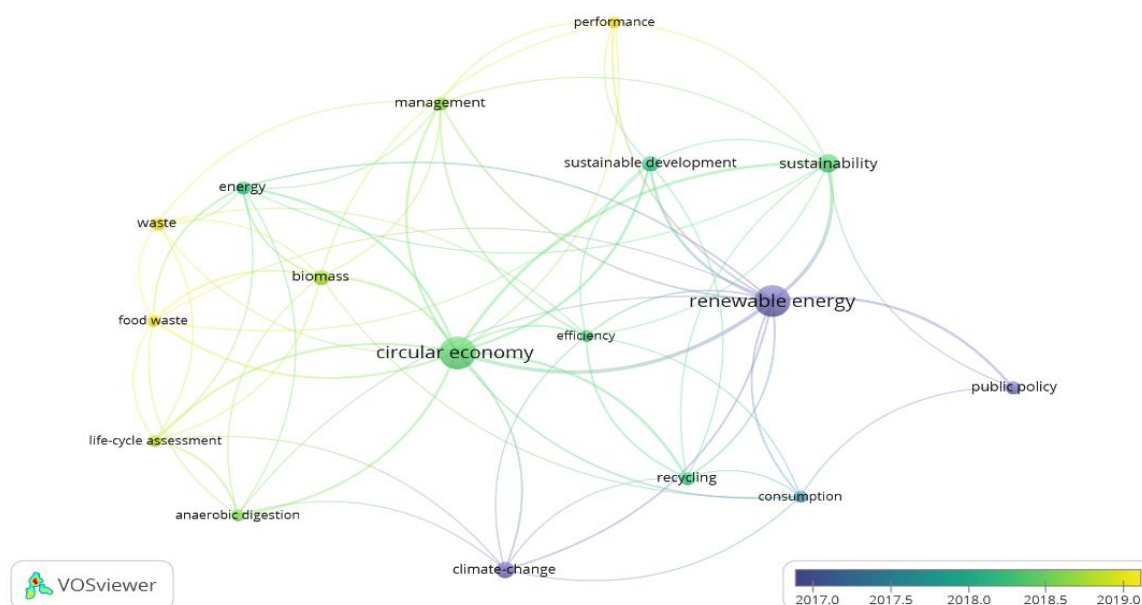 performance
management
sustainable development
sustainability
energy
waste
biomass
renewable energy
food waste
efficiency
circular economy
public policy
life-cycle assessment
recycling
consumption
anaerobic digestion
climate-change
VOSviewer
2017.0 2017.5 2018.0 2018.5 2019.0